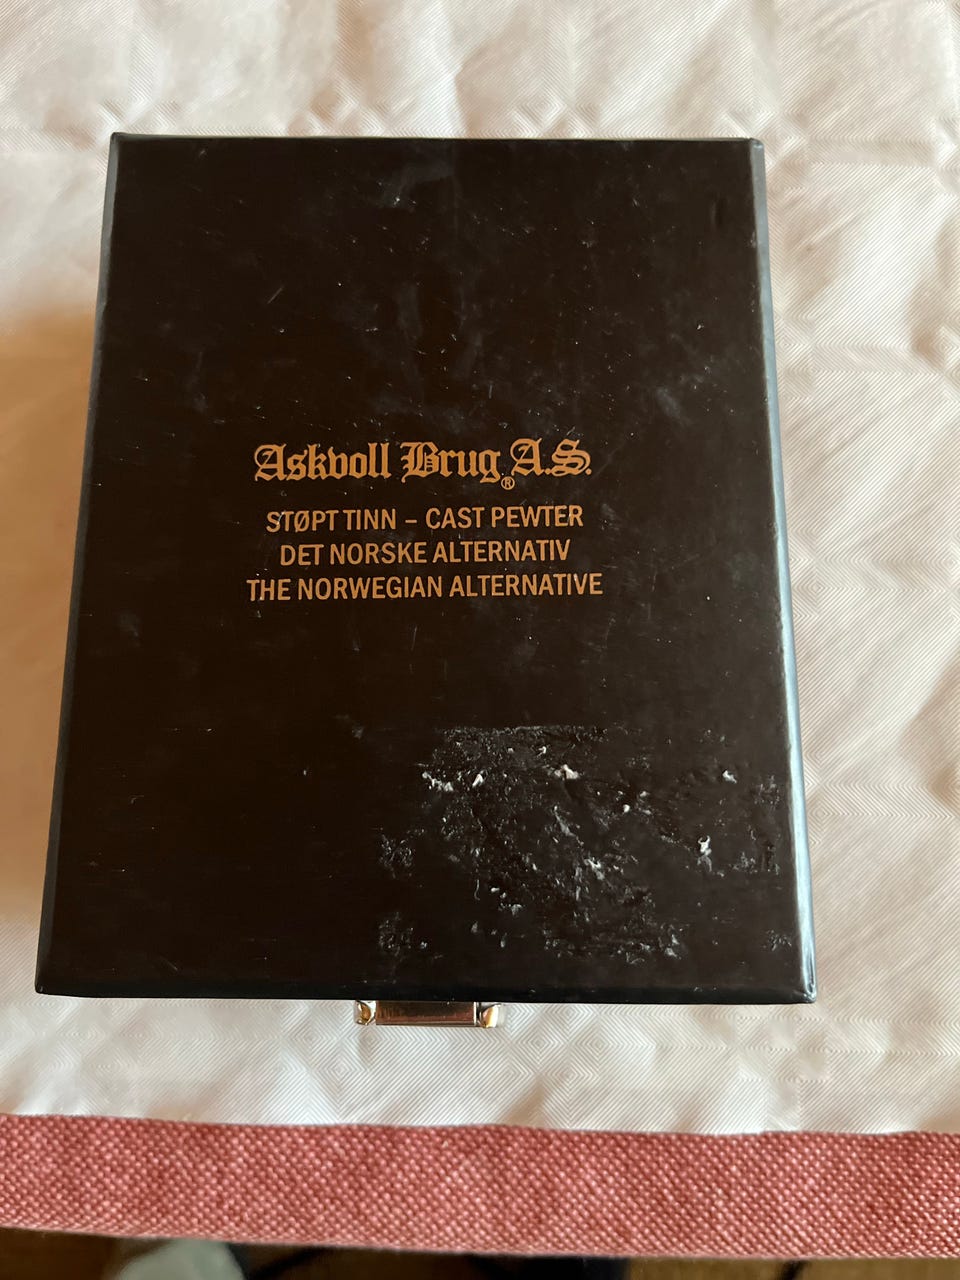 Askvoll Brug A.S.®
STØPT TINN – CAST PEWTER
DET NORSKE ALTERNATIV
THE NORWEGIAN ALTERNATIVE